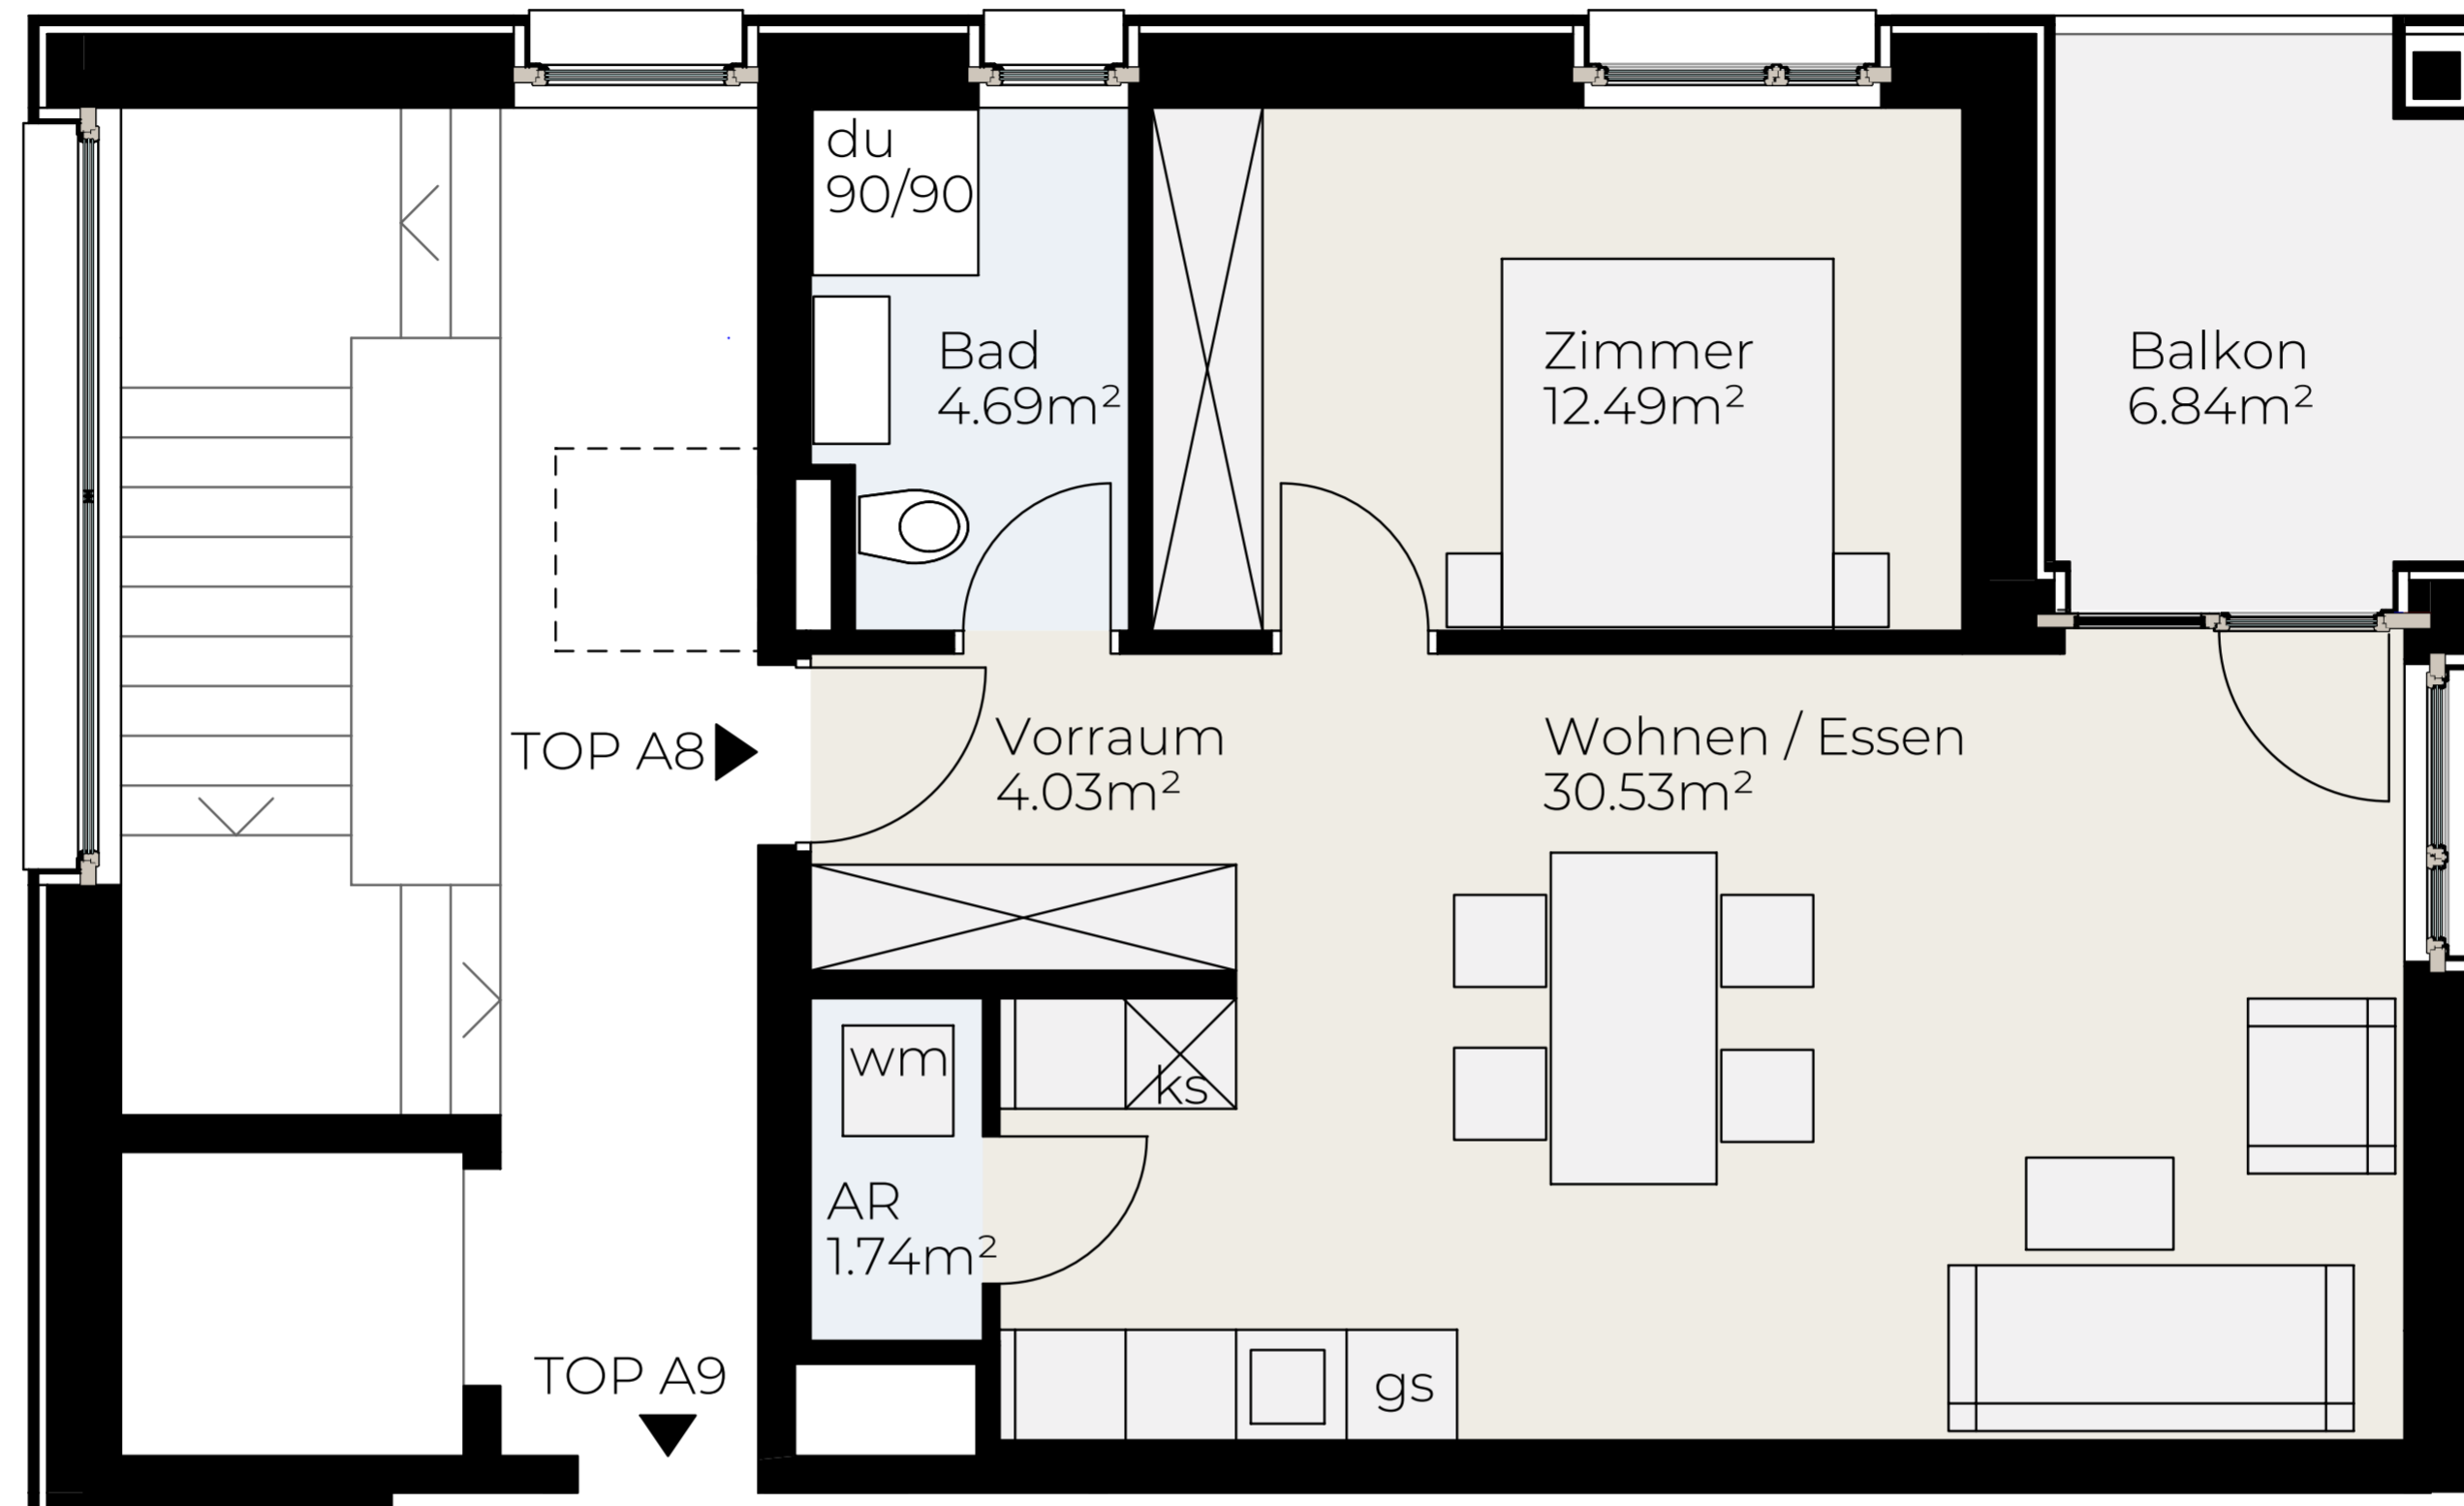 du
90/90
Bad
4.69m²
Zimmer
12.49m²
Balkon
6.84m²
TOP A8
Vorraum
4.03m²
Wohnen / Essen
30.53m²
wm
ks
AR
1.74m²
TOP A9
gs